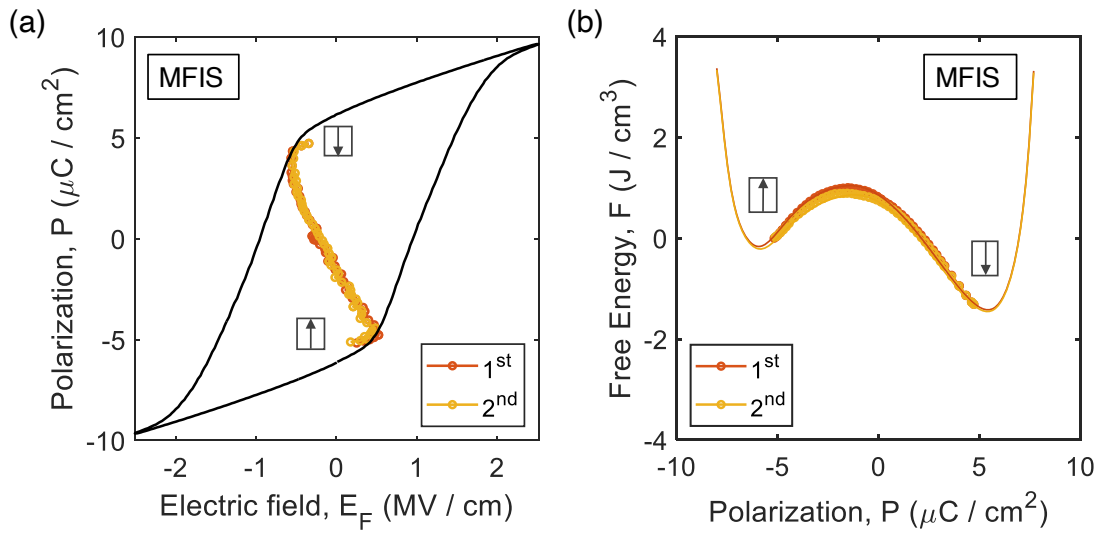 (a)
MFIS
Polarization, P (μC / cm²)
10
5
0
-5
-10
-2 -1 0 1 2
Electric field, E_F (MV / cm)
1st
2nd
(b)
MFIS
Free Energy, F (J / cm³)
4
2
0
-2
-4
-10 -5 0 5 10
Polarization, P (μC / cm²)
1st
2nd